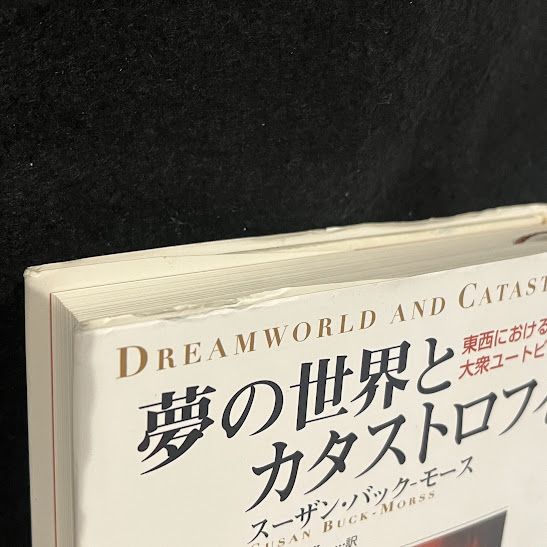 DREAMWORLD AND CATAST
東西における
大衆ユートピ
夢の世界と
カタストロフィ
スーザン・バック-モース
SUSAN BUCK-MORSS
訳